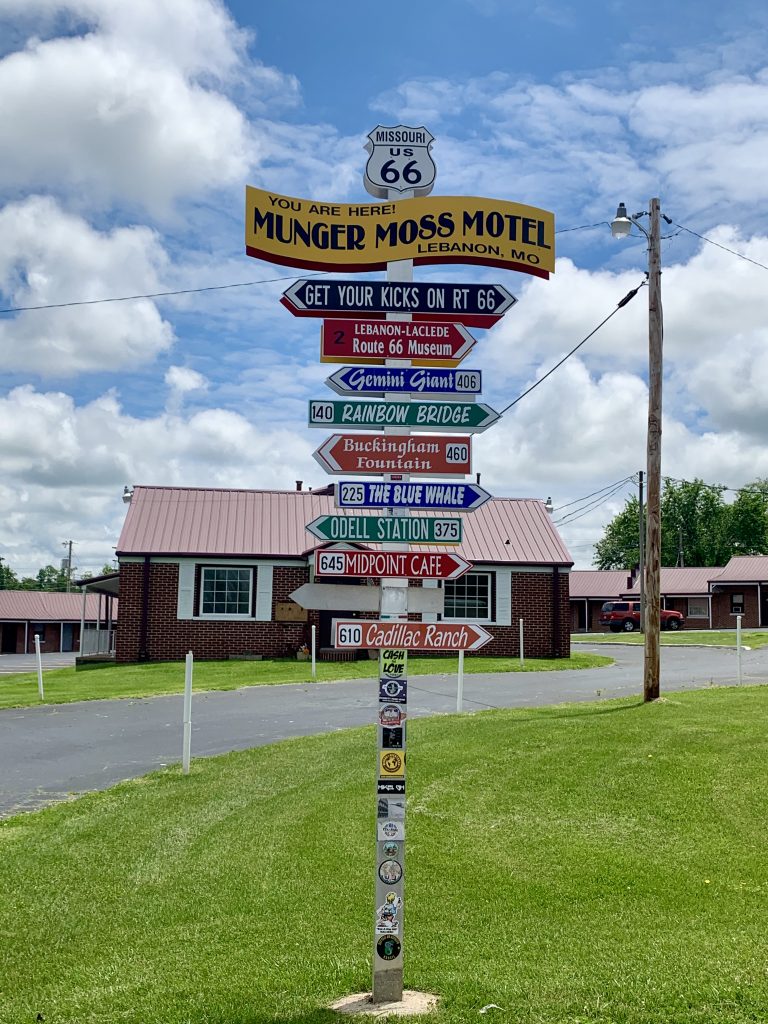 MISSOURI
US
66
YOU ARE HERE!
MUNGER MOSS MOTEL
LEBANON, MO
GET YOUR KICKS ON RT 66
2 LEBANON-LACLEDE
Route 66 Museum
Gemini Giant 406
140 RAINBOW BRIDGE
Buckingham
Fountain 460
225 THE BLUE WHALE
ODELL STATION 375
645 MIDPOINT CAFE
610 Cadillac Ranch
CASH
LOVE